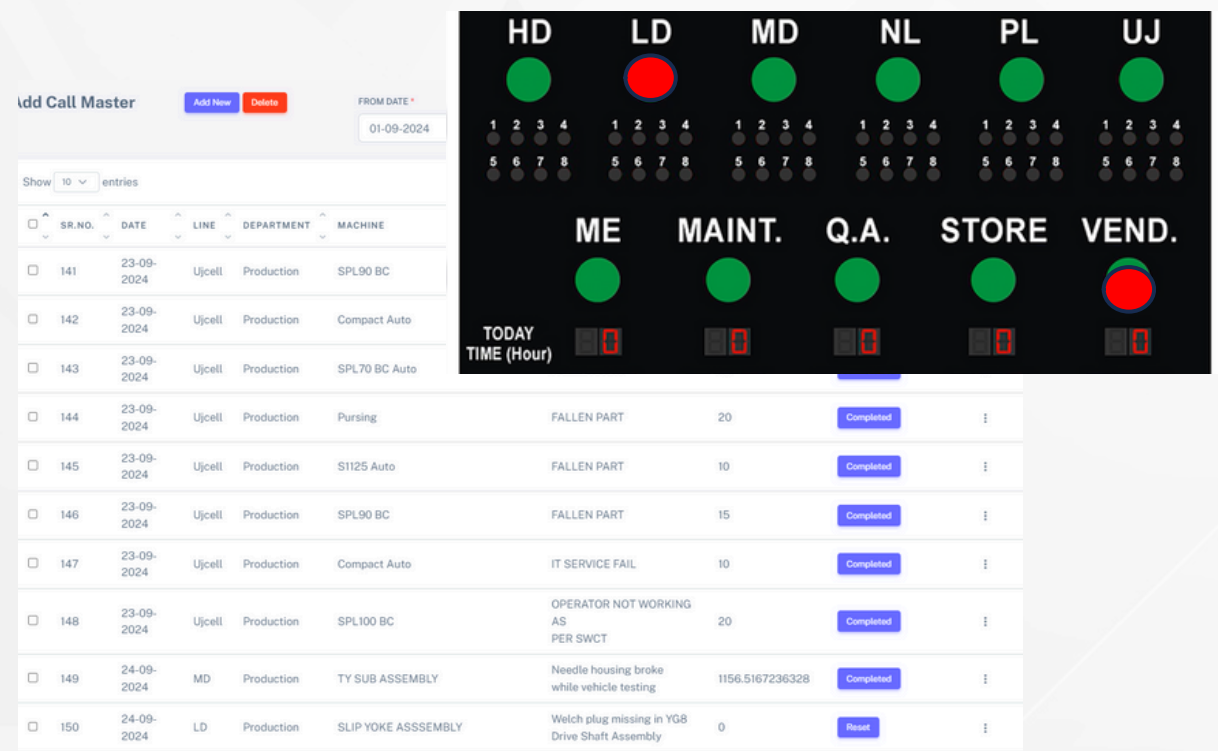 HD LD MD NL PL UJ
1 2 3 4 1 2 3 4 1 2 3 4 1 2 3 4 1 2 3 4 1 2 3 4
5 6 7 8 5 6 7 8 5 6 7 8 5 6 7 8 5 6 7 8 5 6 7 8
ME MAINT. Q.A. STORE VEND.
TODAY
TIME (Hour) 0 0 0 0 0
Add Call Master Add New Delete FROM DATE *
01-09-2024
Show 10 entries
SR.NO. DATE LINE DEPARTMENT MACHINE
141 23-09-
2024 Ujcell Production SPL90 BC
142 23-09-
2024 Ujcell Production Compact Auto
143 23-09-
2024 Ujcell Production SPL70 BC Auto
144 23-09-
2024 Ujcell Production Pursing FALLEN PART 20 Completed
145 23-09-
2024 Ujcell Production S1125 Auto FALLEN PART 10 Completed
146 23-09-
2024 Ujcell Production SPL90 BC FALLEN PART 15 Completed
147 23-09-
2024 Ujcell Production Compact Auto IT SERVICE FAIL 10 Completed
148 23-09-
2024 Ujcell Production SPL100 BC OPERATOR NOT WORKING
AS
PER SWCT 20 Completed
149 24-09-
2024 MD Production TY SUB ASSEMBLY Needle housing broke
while vehicle testing 1156.5167236328 Completed
150 24-09-
2024 LD Production SLIP YOKE ASSSEMBLY Welch plug missing in YG8
Drive Shaft Assembly 0 Reset